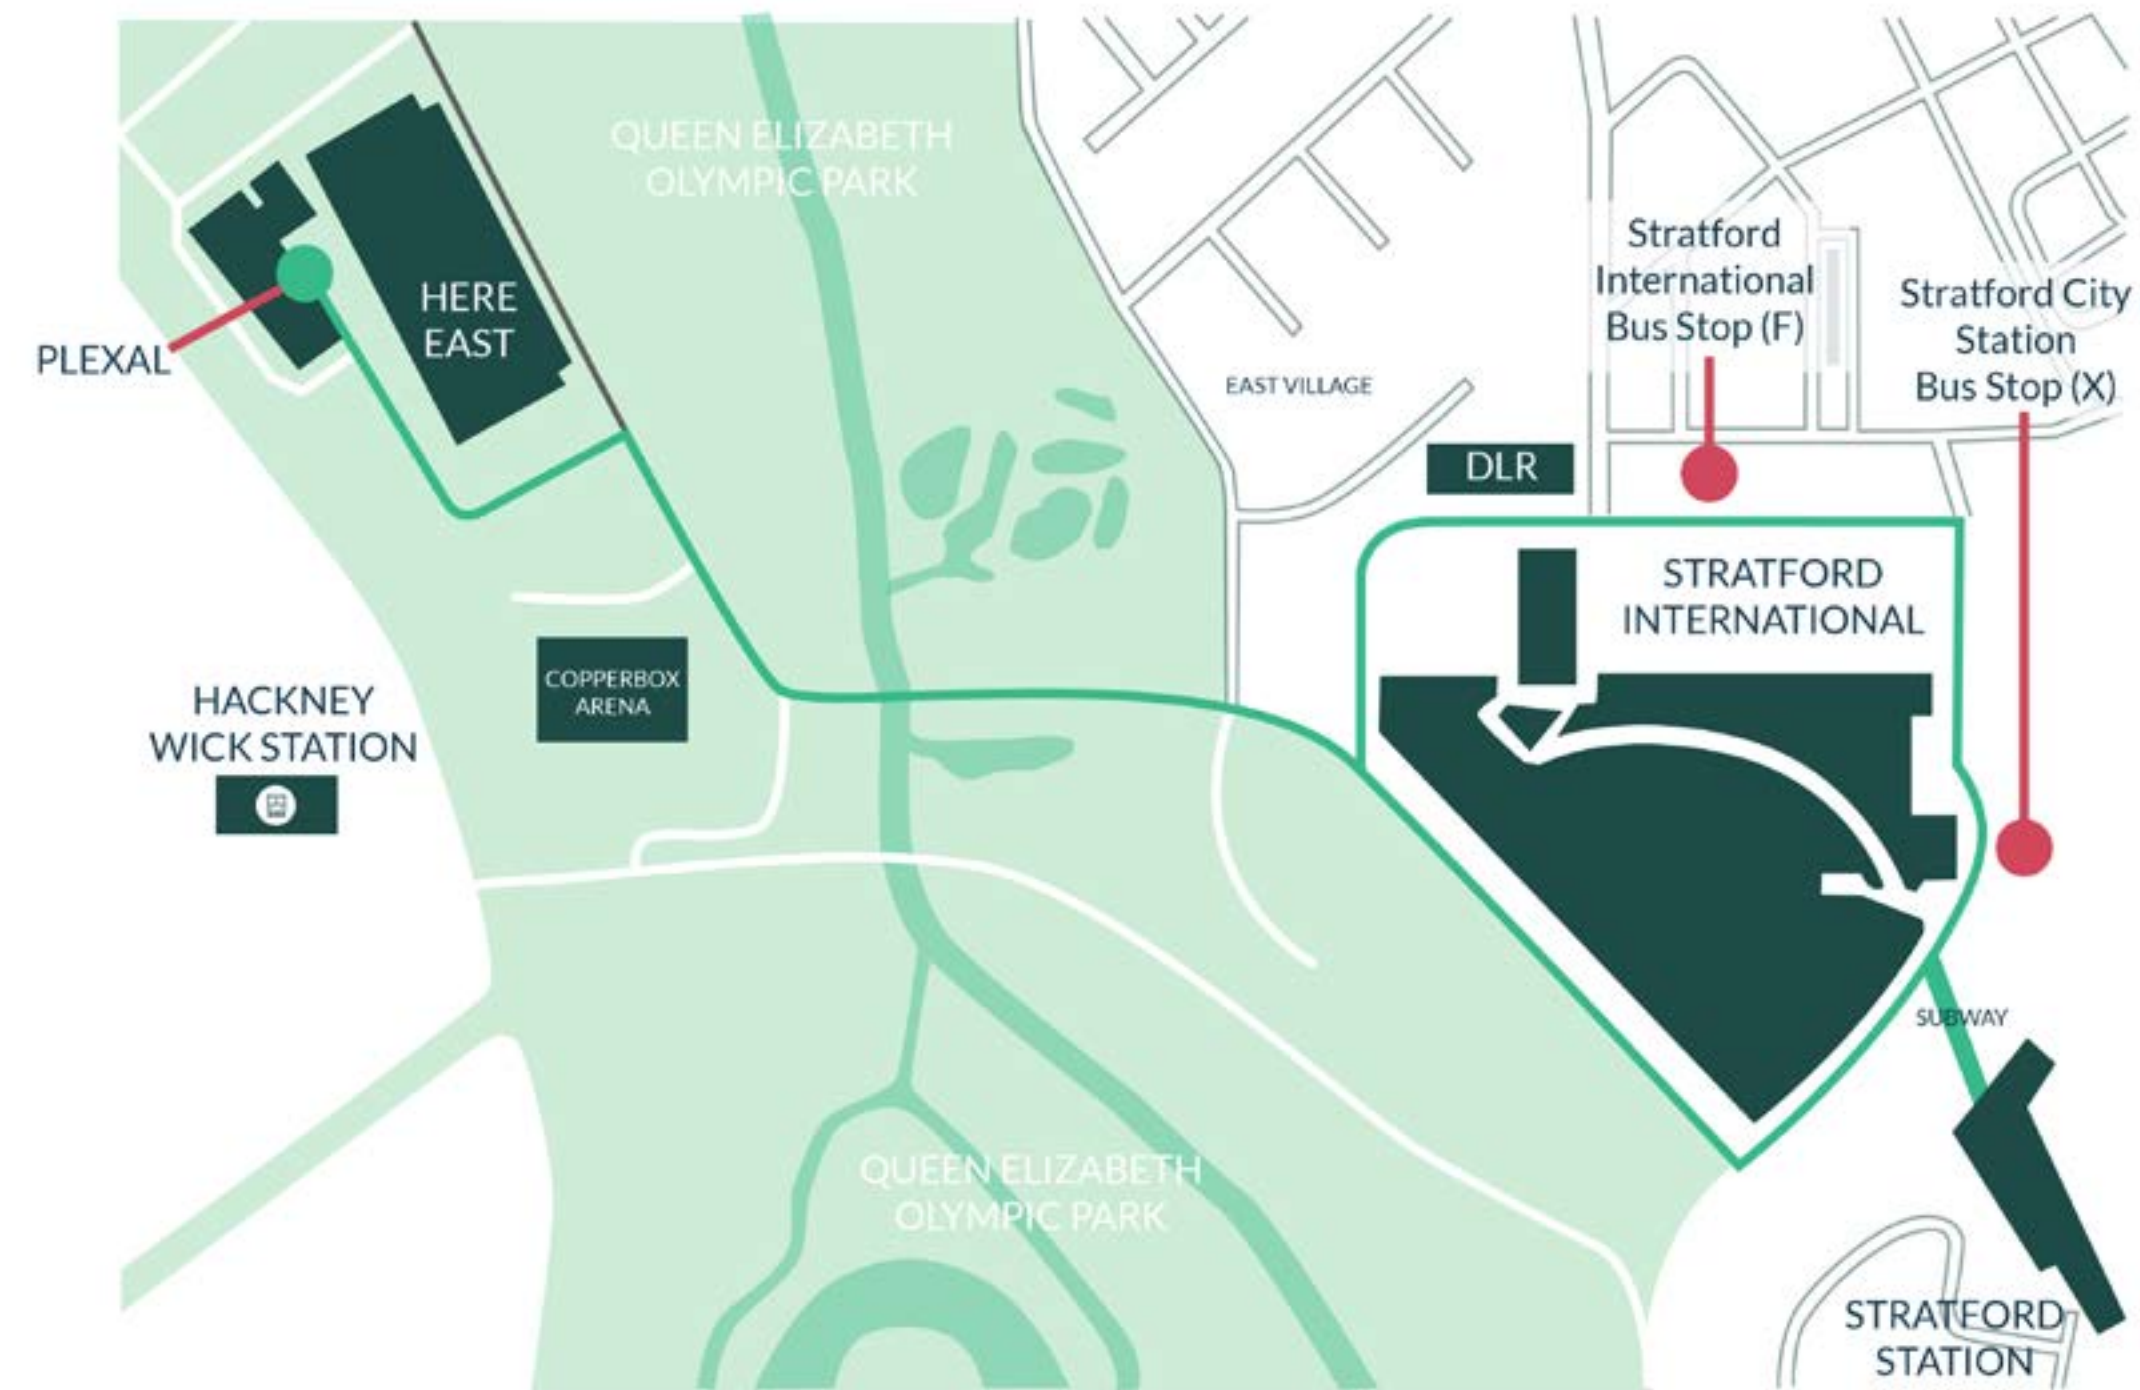 QUEEN ELIZABETH
OLYMPIC PARK
HERE
EAST
PLEXAL
Stratford
International
Bus Stop (F)
Stratford City
Station
Bus Stop (X)
EAST VILLAGE
DLR
STRATFORD
INTERNATIONAL
COPPERBOX
ARENA
HACKNEY
WICK STATION
SUBWAY
QUEEN ELIZABETH
OLYMPIC PARK
STRATFORD
STATION